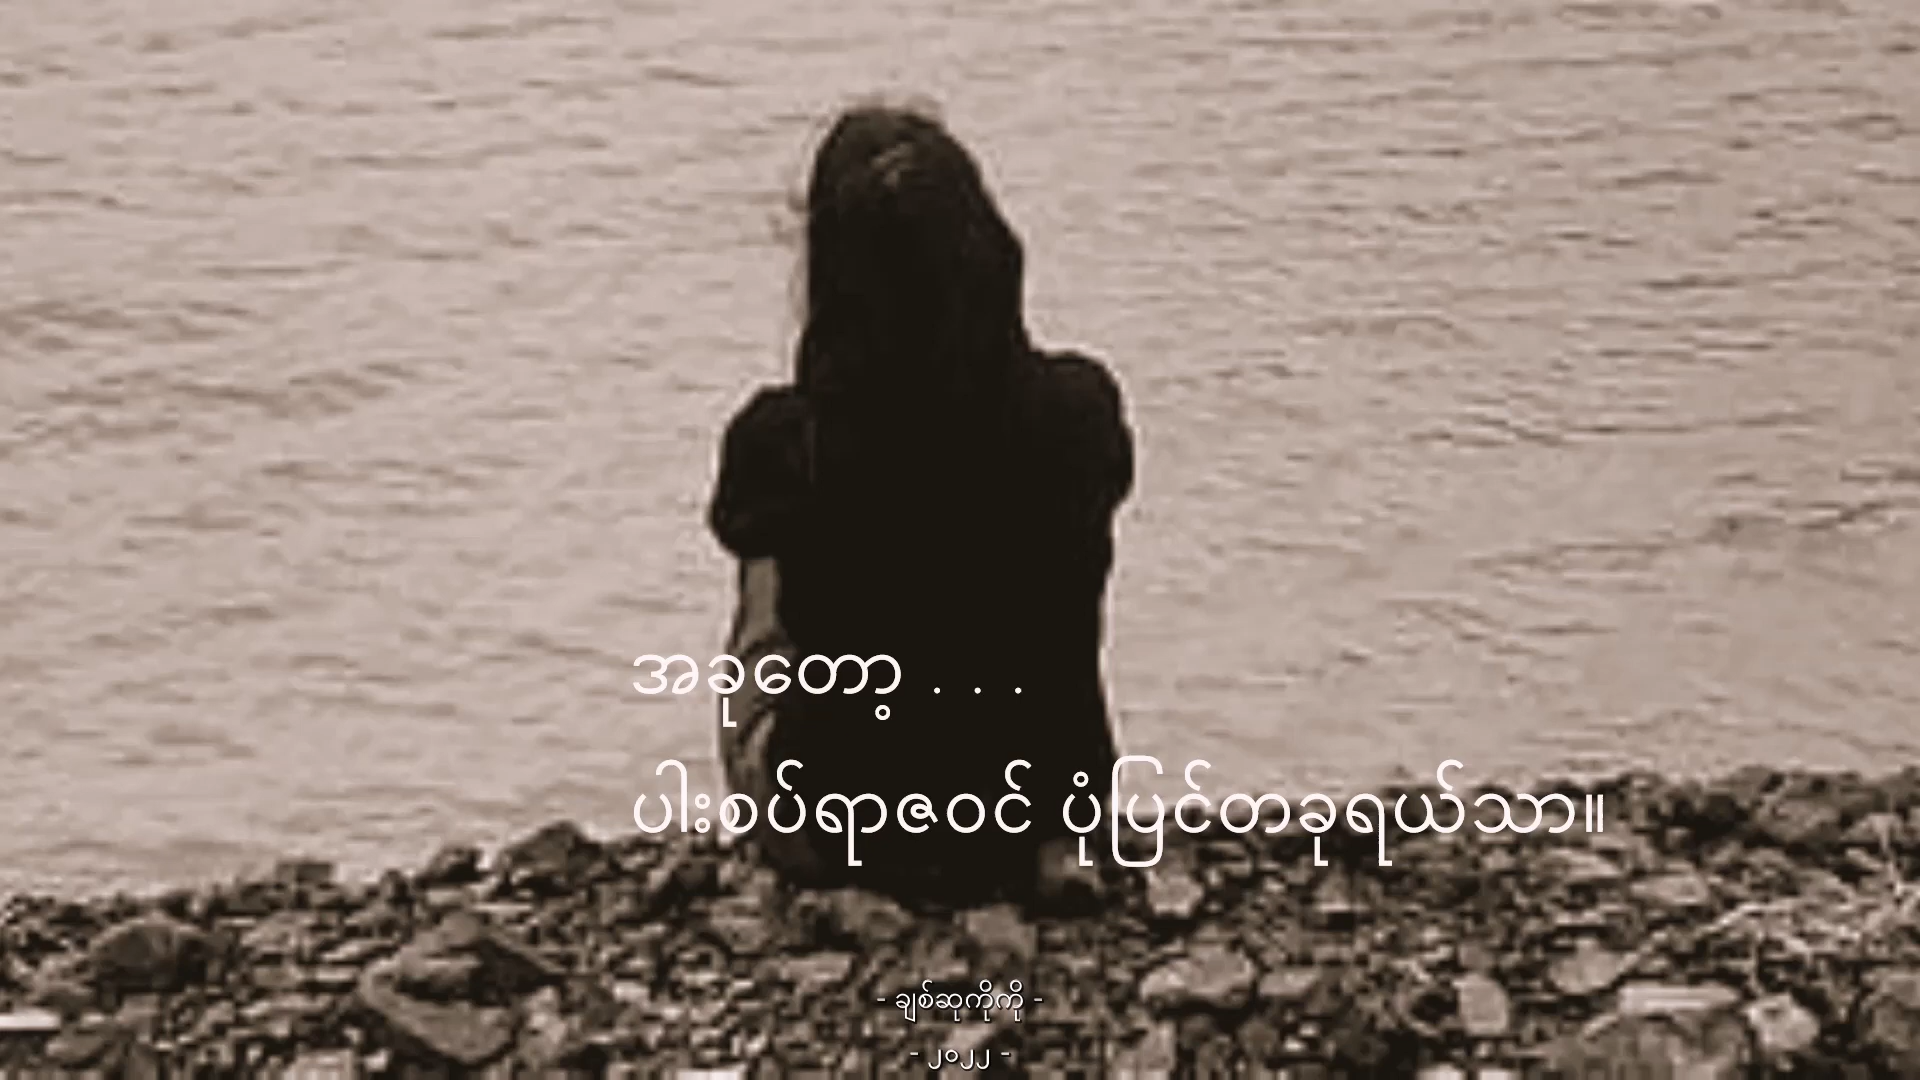 အခုတော့ . . .
ပါးစပ်ရာဇဝင် ပုံပြင်တခုရယ်သာ။
- ချစ်ဆုကိုကို -
- ၂၀၂၂ -